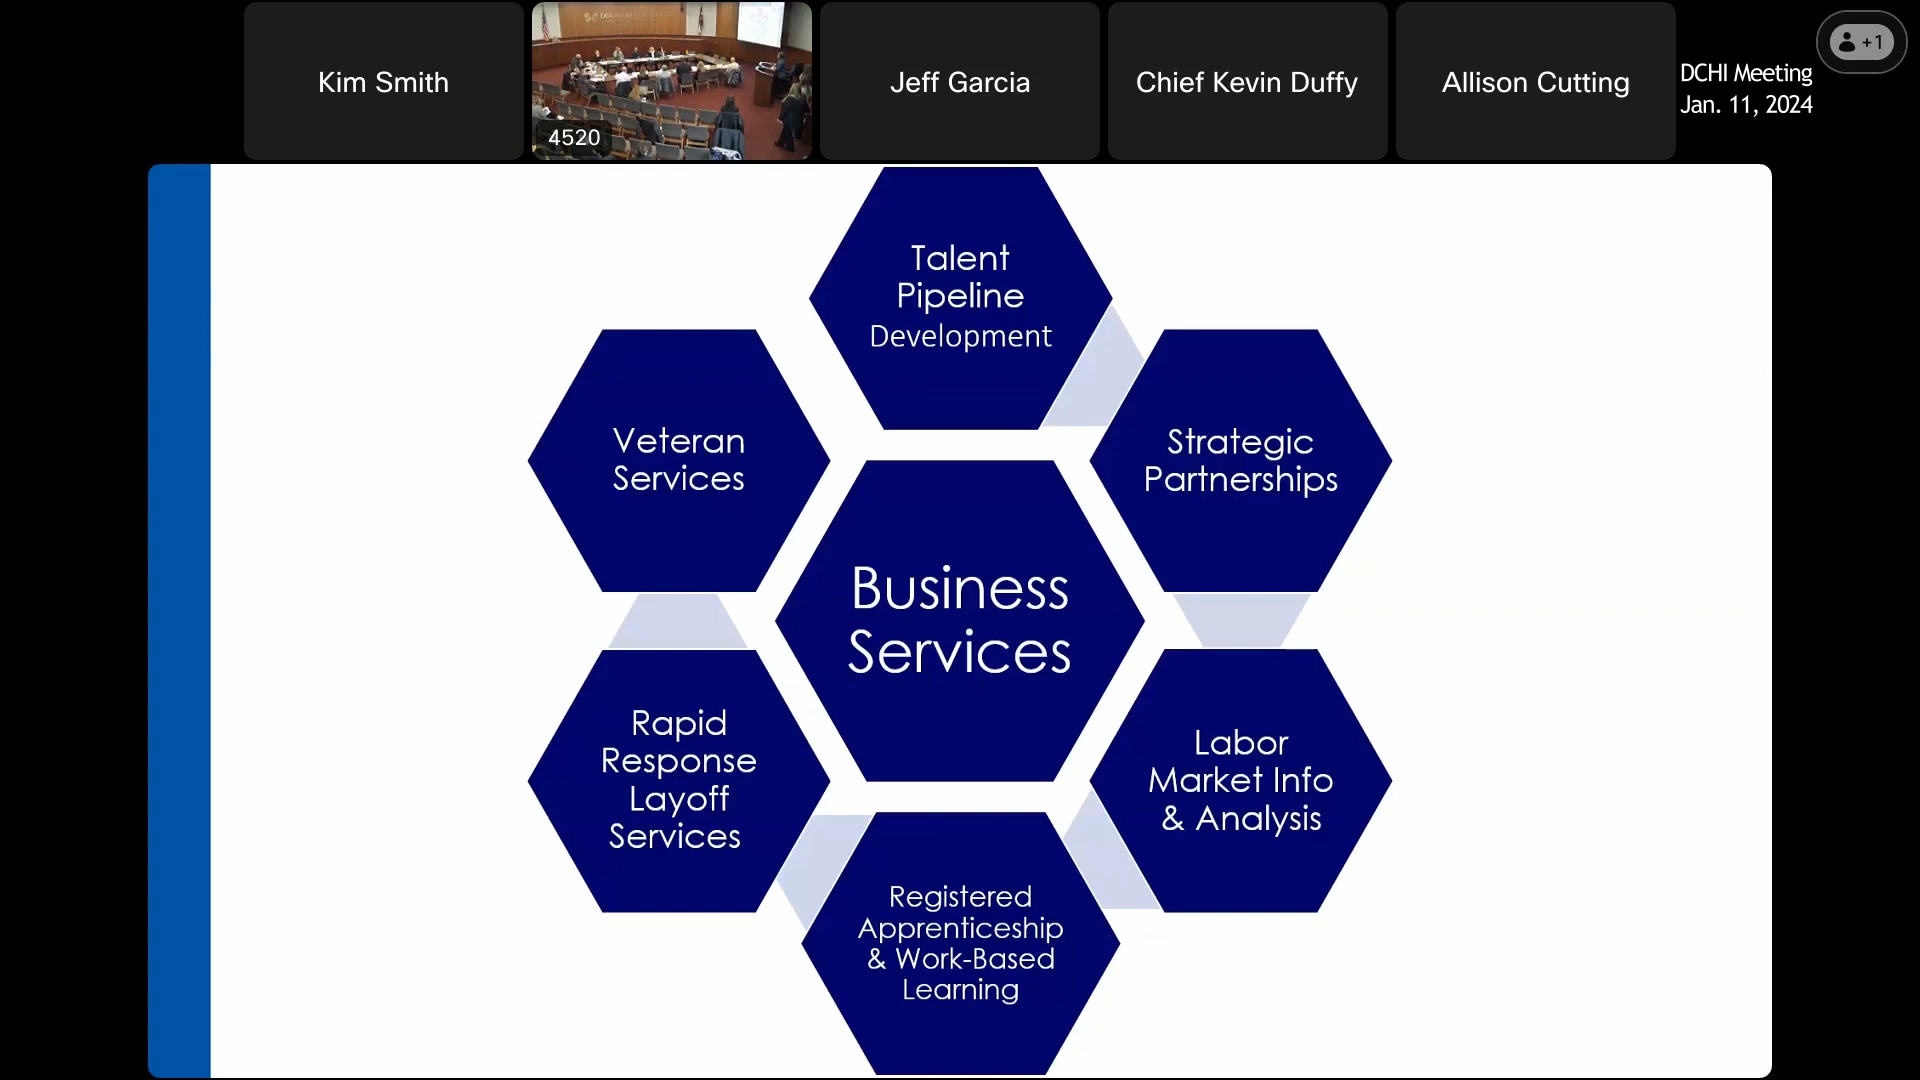 Kim Smith
4520
Jeff Garcia
Chief Kevin Duffy
Allison Cutting
+1
DCHI Meeting
Jan. 11, 2024
Talent
Pipeline
Development
Veteran
Services
Strategic
Partnerships
Business
Services
Rapid
Response
Layoff
Services
Labor
Market Info
& Analysis
Registered
Apprenticeship
& Work-Based
Learning